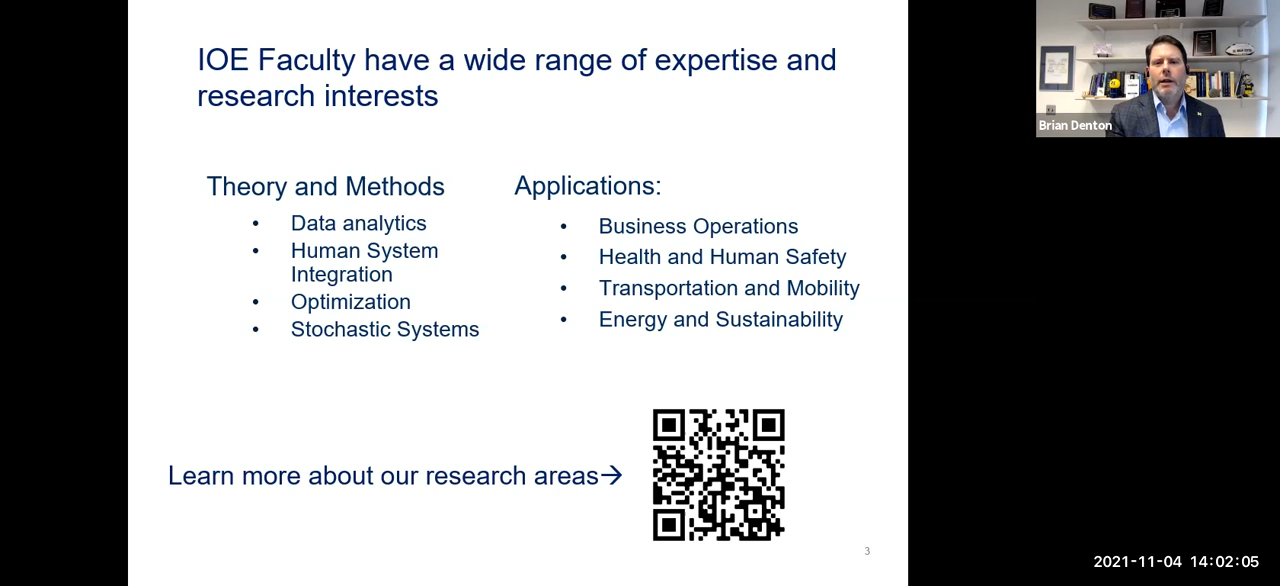 IOE Faculty have a wide range of expertise and
research interests
Theory and Methods
• Data analytics
• Human System
Integration
• Optimization
• Stochastic Systems
Applications:
• Business Operations
• Health and Human Safety
• Transportation and Mobility
• Energy and Sustainability
Learn more about our research areas→
3
Brian Denton
2021-11-04 14:02:05